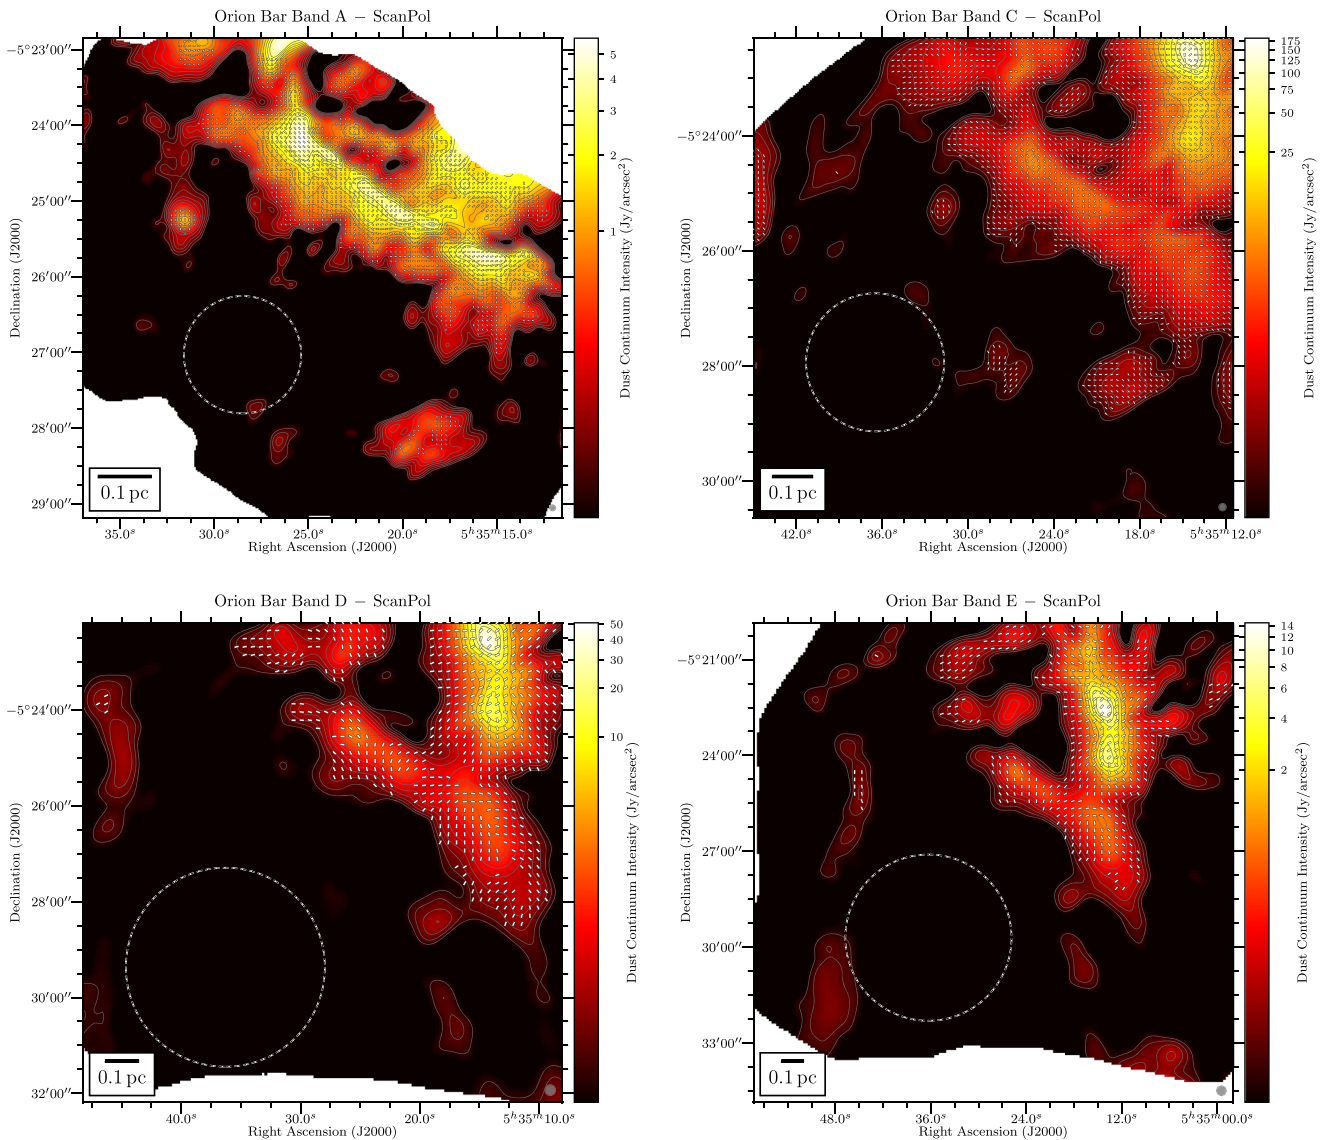 Orion Bar Band A − ScanPol
−5°23′00″
24′00″
25′00″
26′00″
27′00″
28′00″
29′00″
Declination (J2000)
0.1 pc
35.0ˢ 30.0ˢ 25.0ˢ 20.0ˢ 5ʰ35ᵐ15.0ˢ
Right Ascension (J2000)
5
4
3
2
1
Dust Continuum Intensity (Jy/arcsec²)
Orion Bar Band C − ScanPol
−5°24′00″
26′00″
28′00″
30′00″
Declination (J2000)
0.1 pc
42.0ˢ 36.0ˢ 30.0ˢ 24.0ˢ 18.0ˢ 5ʰ35ᵐ12.0ˢ
Right Ascension (J2000)
175
150
125
100
75
50
25
Dust Continuum Intensity (Jy/arcsec²)
Orion Bar Band D − ScanPol
−5°24′00″
26′00″
28′00″
30′00″
32′00″
Declination (J2000)
0.1 pc
40.0ˢ 30.0ˢ 20.0ˢ 5ʰ35ᵐ10.0ˢ
Right Ascension (J2000)
50
40
30
20
10
Dust Continuum Intensity (Jy/arcsec²)
Orion Bar Band E − ScanPol
−5°21′00″
24′00″
27′00″
30′00″
33′00″
Declination (J2000)
0.1 pc
48.0ˢ 36.0ˢ 24.0ˢ 12.0ˢ 5ʰ35ᵐ00.0ˢ
Right Ascension (J2000)
14
12
10
8
6
4
2
Dust Continuum Intensity (Jy/arcsec²)